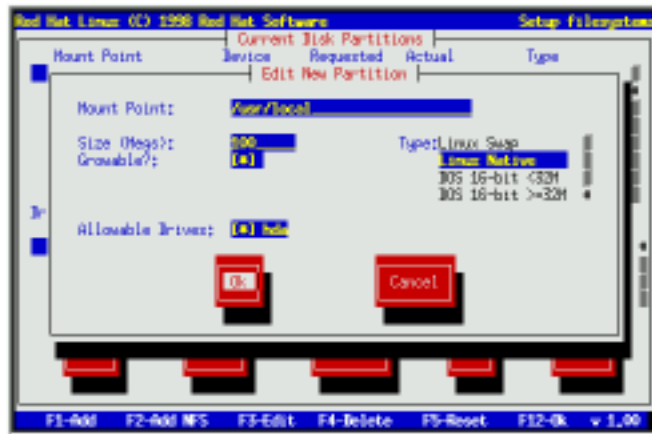 Red Hat Linux (C) 1998 Red Hat Software Setup filesystems
Current Disk Partitions
Mount Point Device Requested Actual Type
Edit New Partition
Mount Point: /usr/local
Size (Megs): 100 Type: Linux Swap
Growable?: [*] Linux Native
DOS 16-bit <32M
DOS 16-bit >=32M
Dr
Allowable Drives: [*] hda
Ok Cancel
F1-Add F2-Add NFS F3-Edit F4-Delete F5-Reset F12-Ok v 1.00